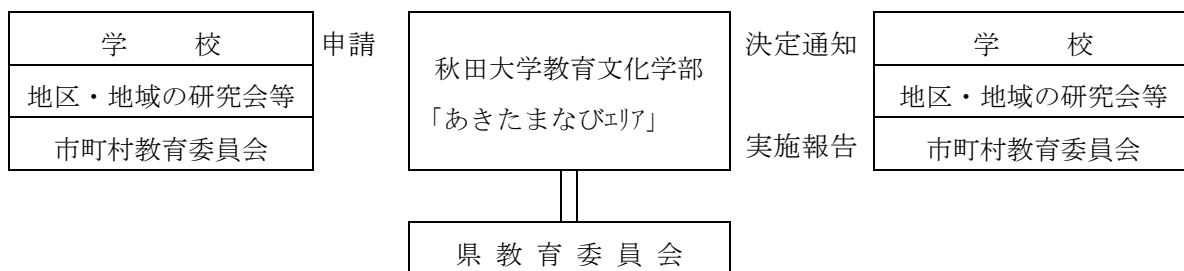 学　　校
地区・地域の研究会等
市町村教育委員会
申請
秋田大学教育文化学部
「あきたまなびｴﾘｱ」
決定通知
実施報告
学　　校
地区・地域の研究会等
市町村教育委員会
県 教 育 委 員 会